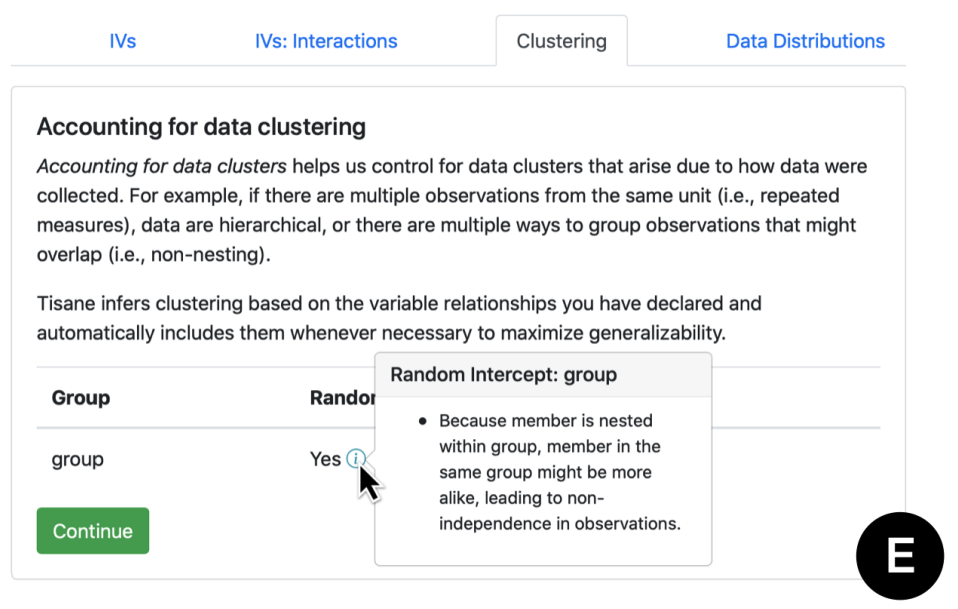 IVs IVs: Interactions Clustering Data Distributions
Accounting for data clustering
Accounting for data clusters helps us control for data clusters that arise due to how data were
collected. For example, if there are multiple observations from the same unit (i.e., repeated
measures), data are hierarchical, or there are multiple ways to group observations that might
overlap (i.e., non-nesting).
Tisane infers clustering based on the variable relationships you have declared and
automatically includes them whenever necessary to maximize generalizability.
Random Intercept: group
Group
group Yes
Because member is nested
within group, member in the
same group might be more
alike, leading to non-
independence in observations.
Continue
E